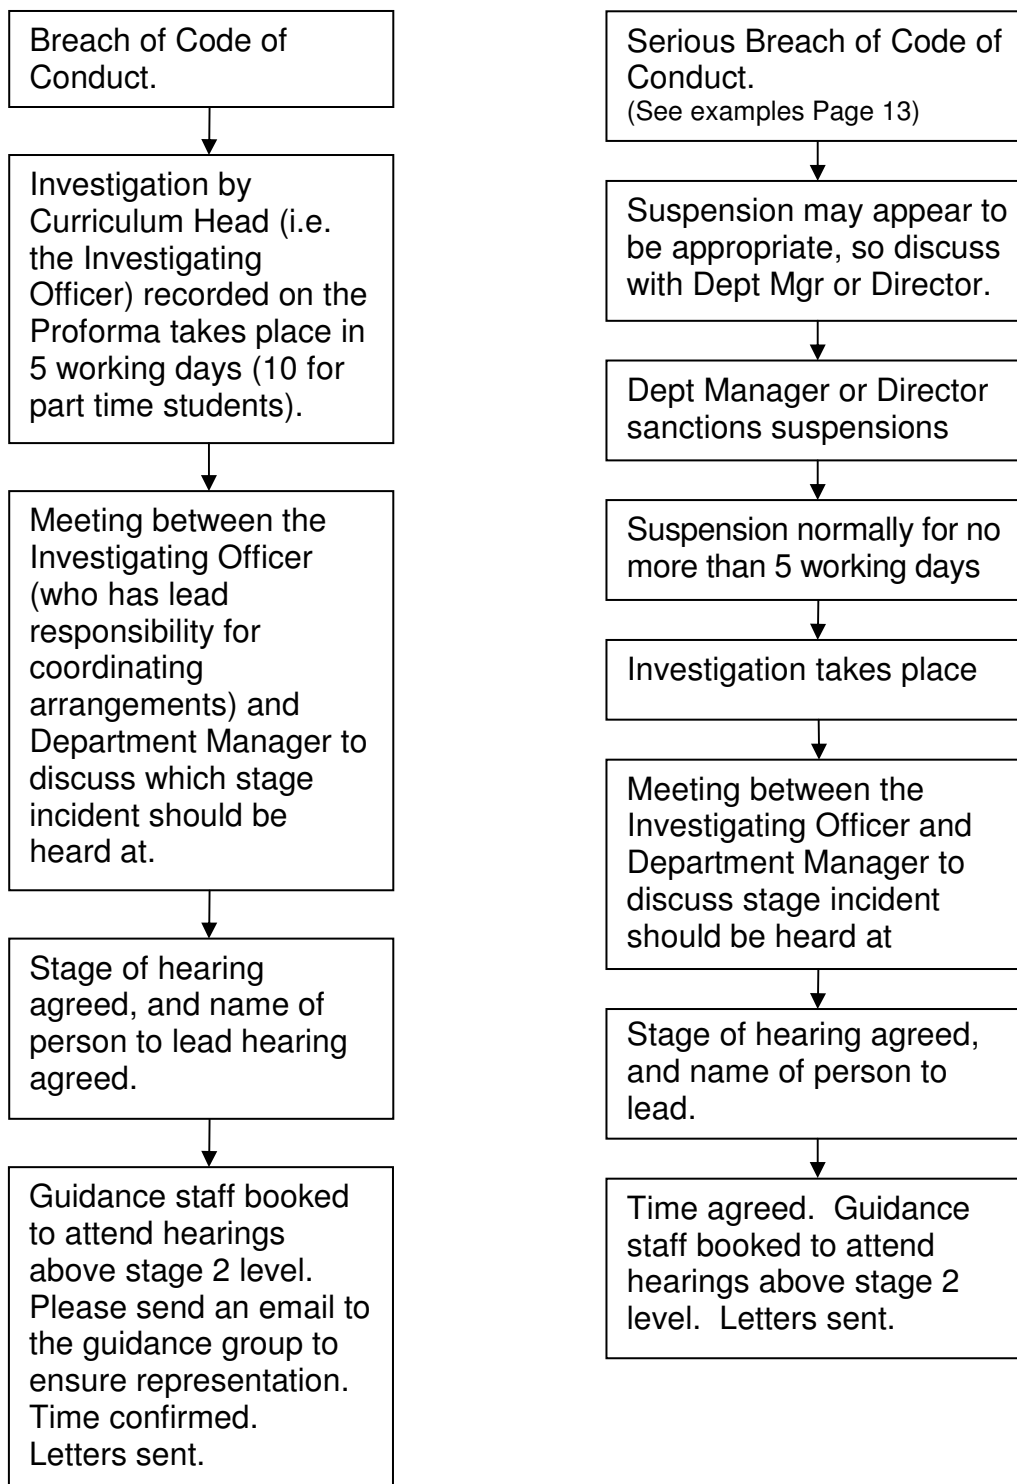 Breach of Code of
Conduct.
Investigation by
Curriculum Head (i.e.
the Investigating
Officer) recorded on the
Proforma takes place in
5 working days (10 for
part time students).
Meeting between the
Investigating Officer
(who has lead
responsibility for
coordinating
arrangements) and
Department Manager to
discuss which stage
incident should be
heard at.
Stage of hearing
agreed, and name of
person to lead hearing
agreed.
Guidance staff booked
to attend hearings
above stage 2 level.
Please send an email to
the guidance group to
ensure representation.
Time confirmed.
Letters sent.
Serious Breach of Code of
Conduct.
(See examples Page 13)
Suspension may appear to
be appropriate, so discuss
with Dept Mgr or Director.
Dept Manager or Director
sanctions suspensions
Suspension normally for no
more than 5 working days
Investigation takes place
Meeting between the
Investigating Officer and
Department Manager to
discuss stage incident
should be heard at
Stage of hearing agreed,
and name of person to
lead.
Time agreed.  Guidance
staff booked to attend
hearings above stage 2
level.  Letters sent.